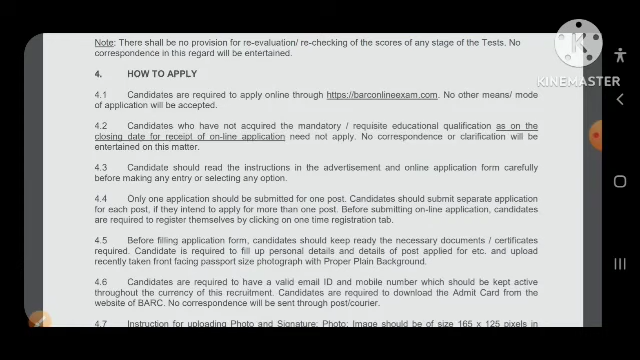 Note: There shall be no provision for re-evaluation/ re-checking of the scores of any stage of the Tests. No
correspondence in this regard will be entertained.
4. HOW TO APPLY
4.1 Candidates are required to apply online through https://barconlineexam.com. No other means/ mode
of application will be accepted.
4.2 Candidates who have not acquired the mandatory / requisite educational qualification as on the
closing date for receipt of on-line application need not apply. No correspondence or clarification will be
entertained on this matter.
4.3 Candidate should read the instructions in the advertisement and online application form carefully
before making any entry or selecting any option.
4.4 Only one application should be submitted for one post. Candidates should submit separate application
for each post, if they intend to apply for more than one post. Before submitting on-line application, candidates
are required to register themselves by clicking on one time registration tab.
4.5 Before filling application form, candidates should keep ready the necessary documents / certificates
required. Candidate is required to fill up personal details and details of post applied for etc. and upload
recently taken front facing passport size photograph with Proper Plain Background.
4.6 Candidates are required to have a valid email ID and mobile number which should be kept active
throughout the currency of this recruitment. Candidates are required to download the Admit Card from the
website of BARC. No correspondence will be sent through post/courier.
4.7 Instruction for uploading Photo and Signature: Photo: Image should be of size 165 x 125 pixels in
K
KINEMASTER